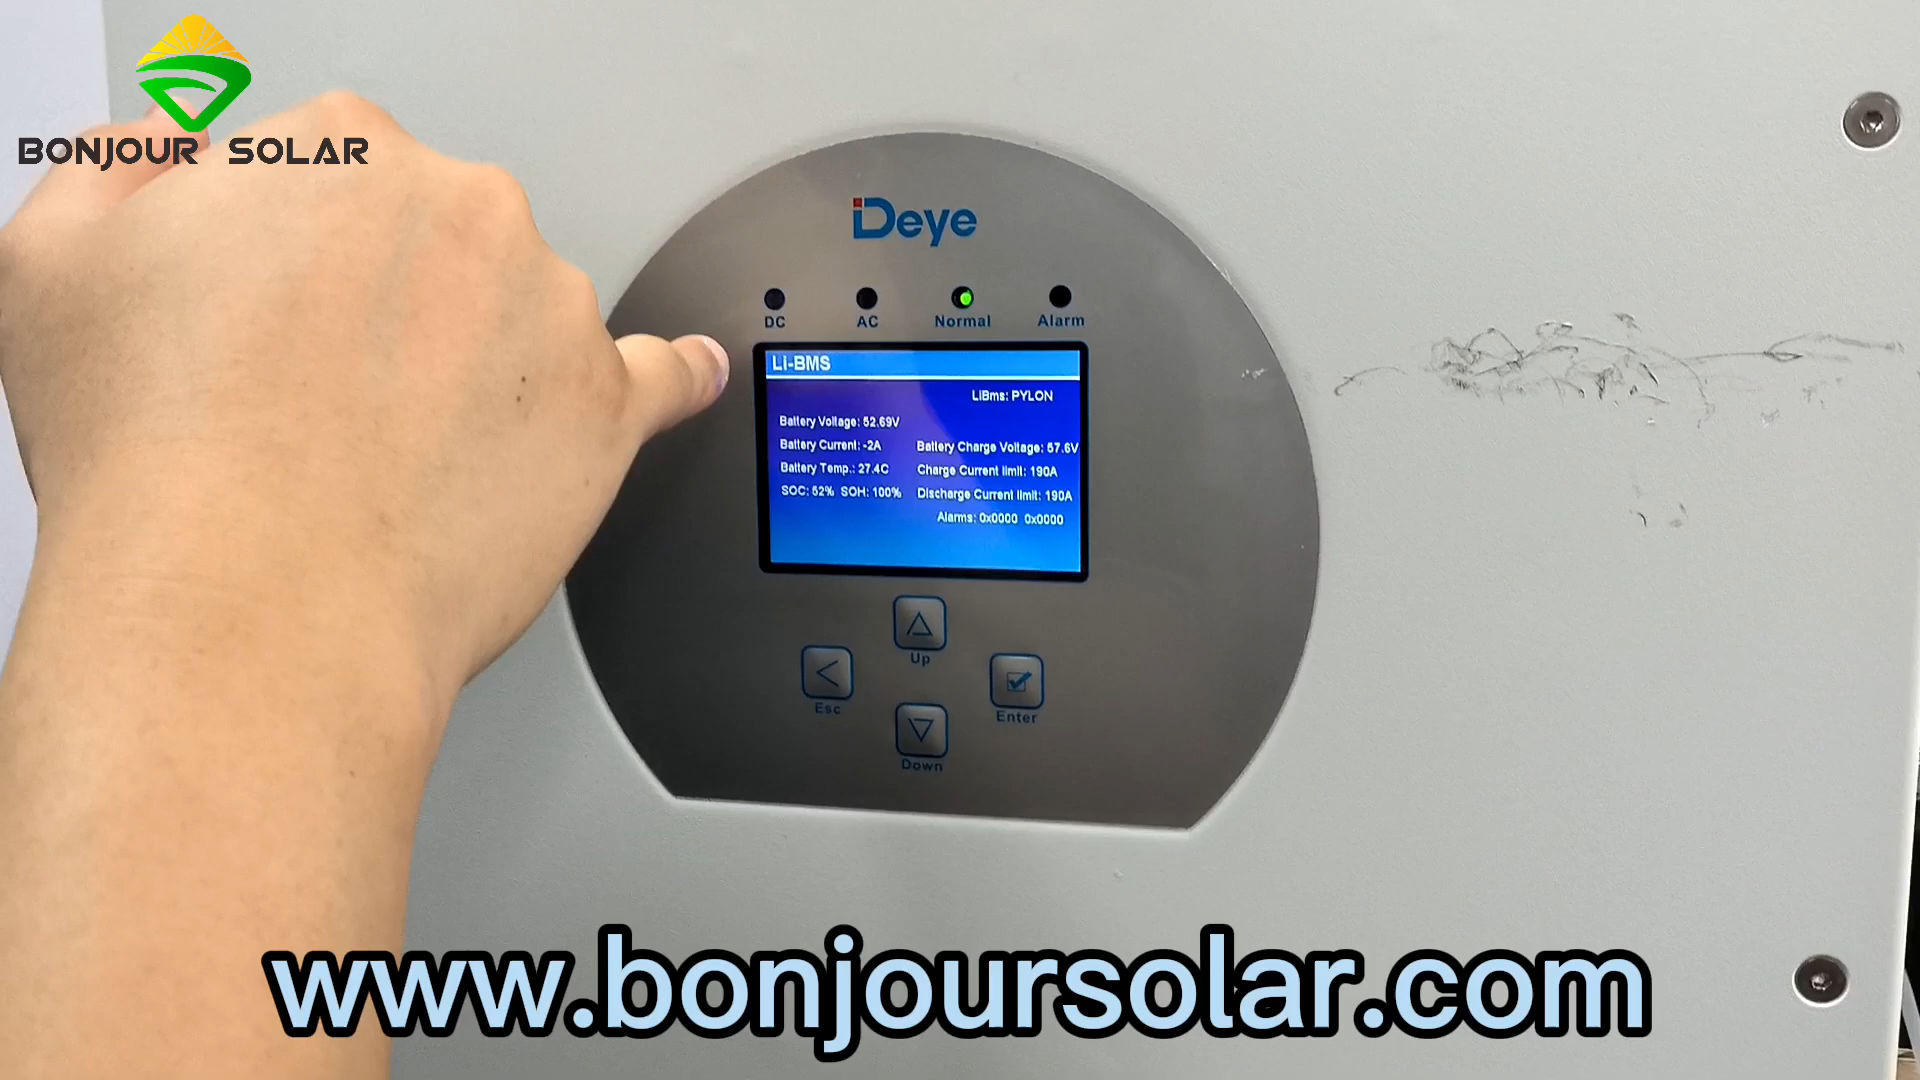 BONJOUR SOLAR
Deye
DC AC Normal Alarm
Li-BMS
LiBms: PYLON
Battery Voltage: 52.69V
Battery Current: -2A Battery Charge Voltage: 57.6V
Battery Temp.: 27.4C Charge Current limit: 190A
SOC: 52% SOH: 100% Discharge Current limit: 190A
Alarms: 0x0000 0x0000
Up
Esc
Enter
Down
www.bonjoursolar.com